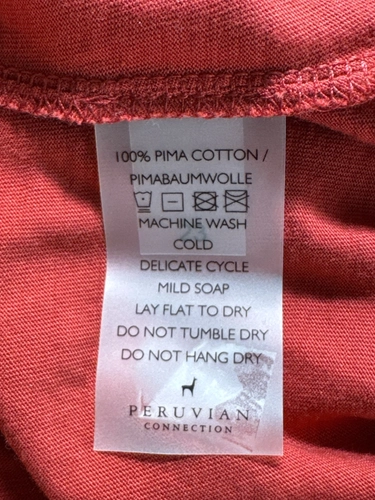 100% PIMA COTTON /
PIMABAUMWOLLE
MACHINE WASH
COLD
DELICATE CYCLE
MILD SOAP
LAY FLAT TO DRY
DO NOT TUMBLE DRY
DO NOT HANG DRY
PERUVIAN
CONNECTION